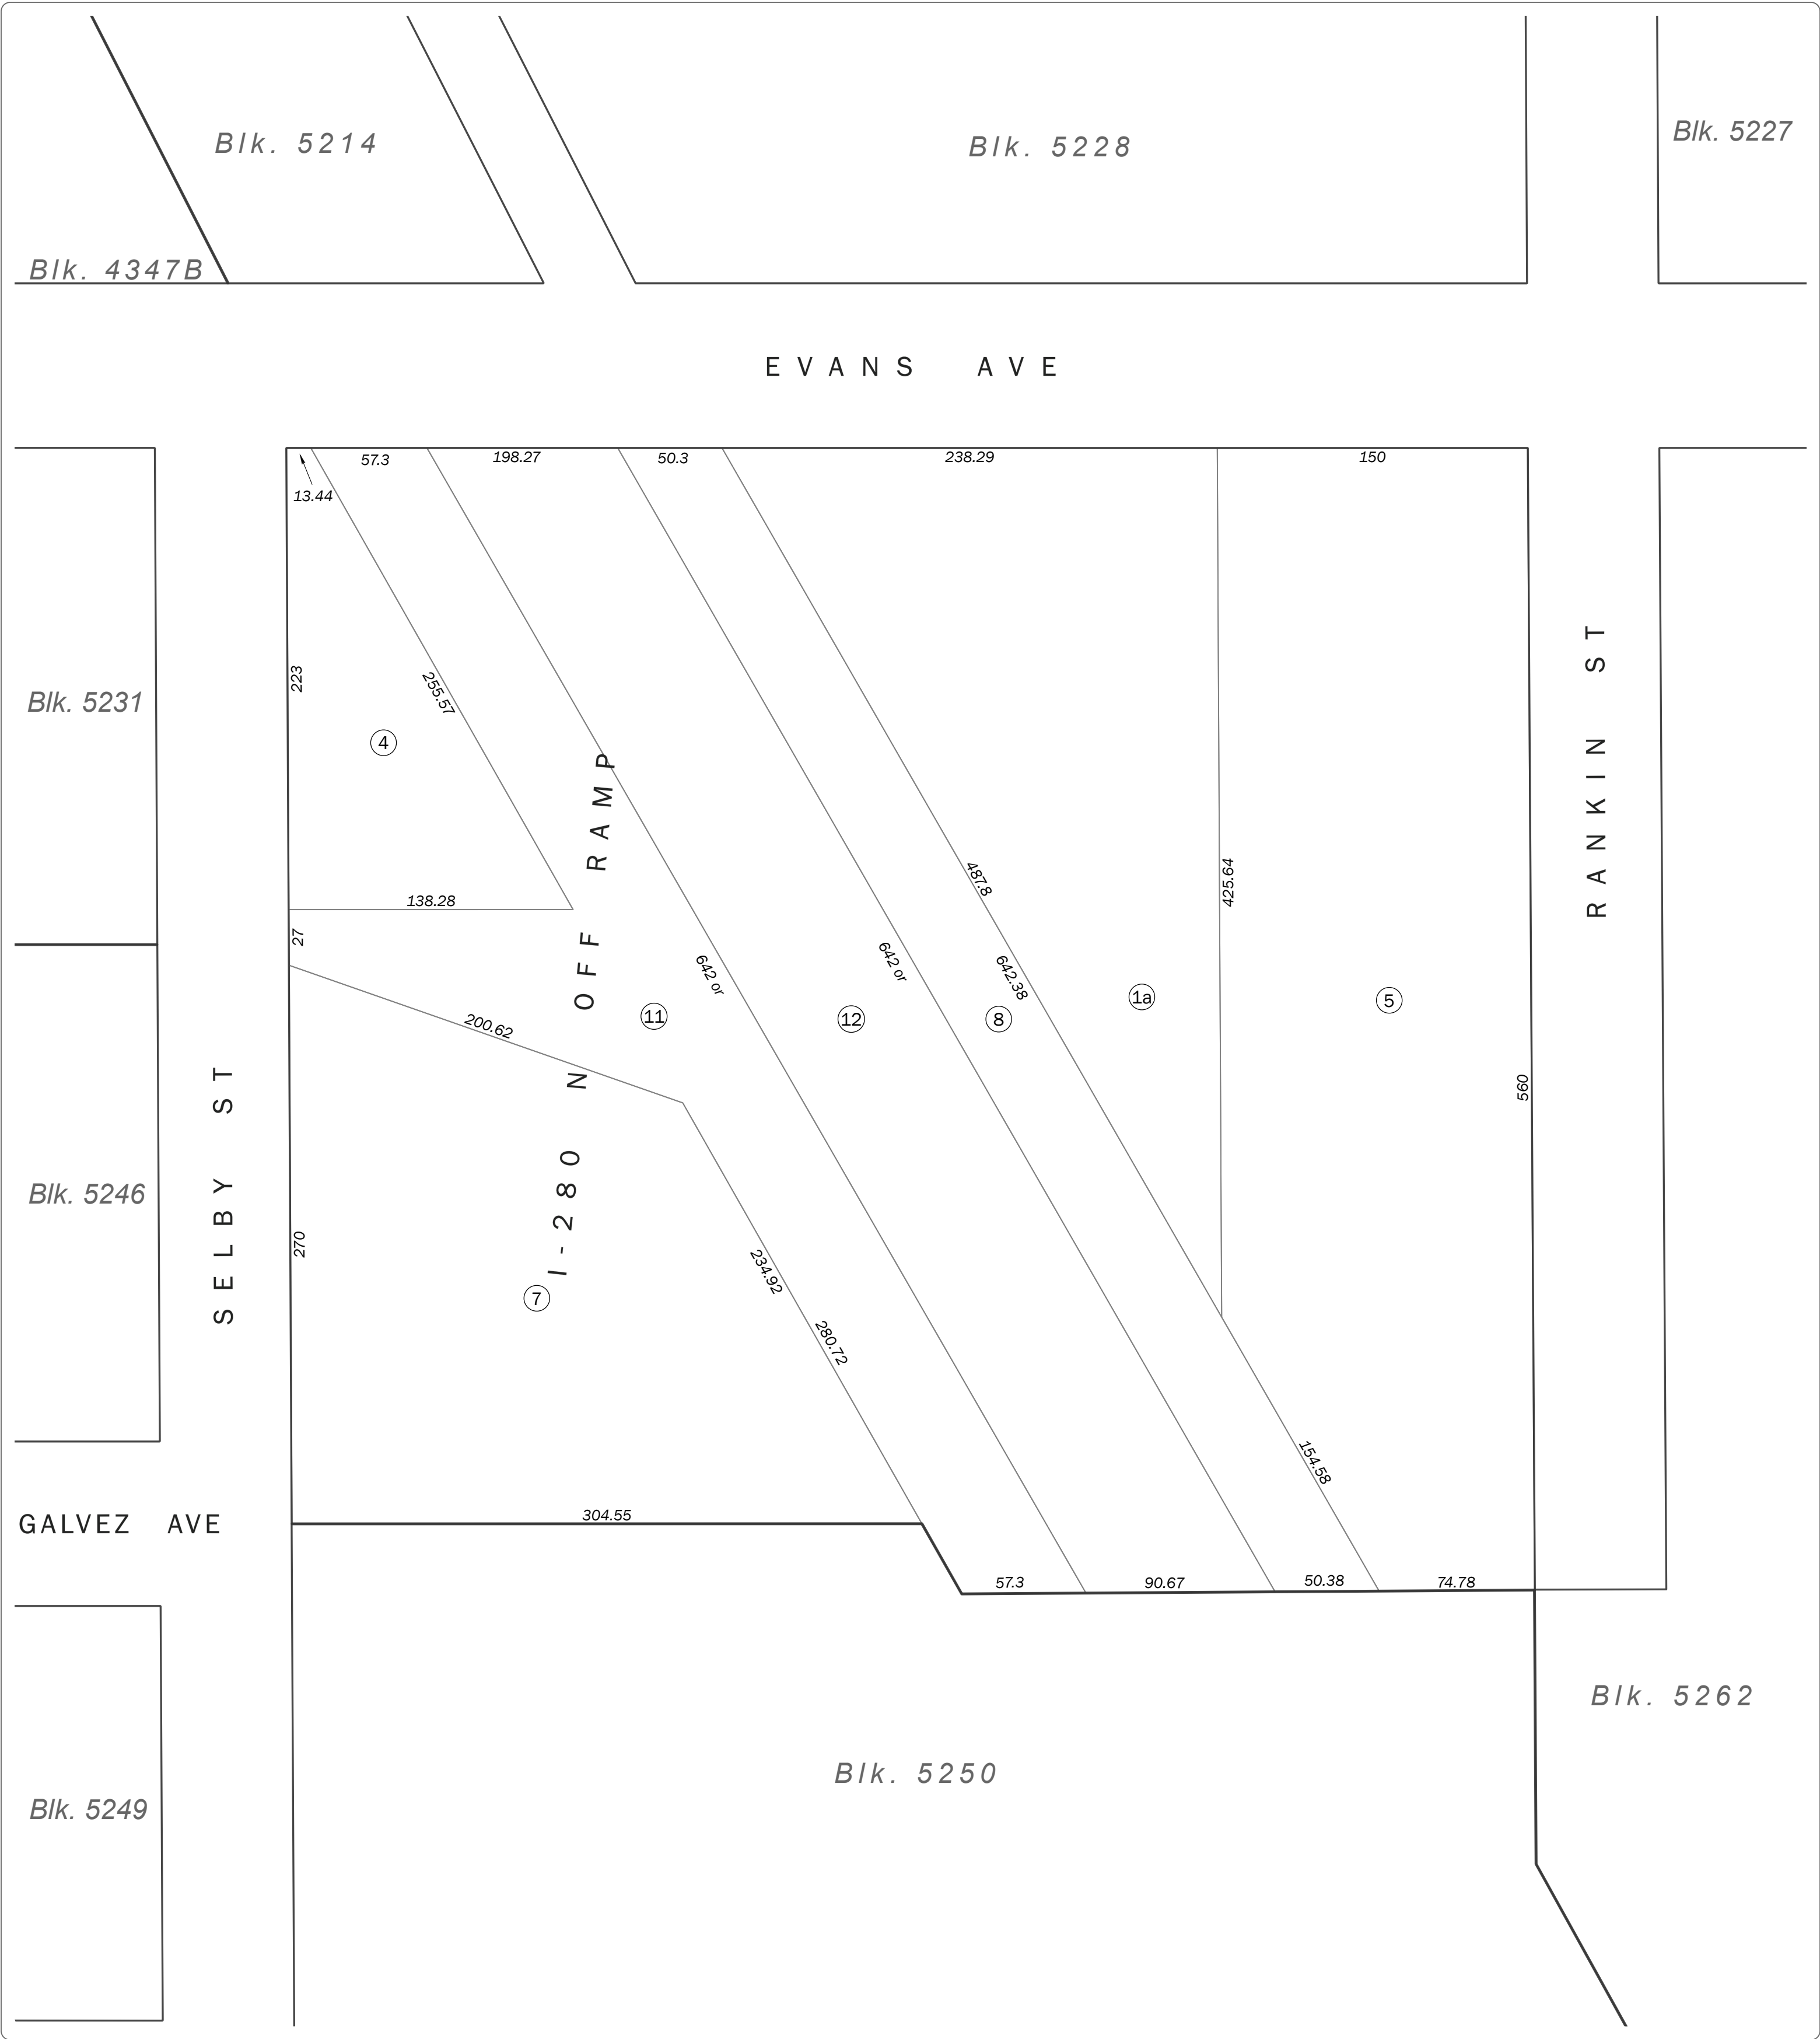 Blk. 5214
Blk. 5228
Blk. 5227
Blk. 4347B
EVANS AVE
57.3
198.27
50.3
238.29
150
13.44
223
255.57
Blk. 5231
4
RANKIN ST
I-280 N OFF RAMP
487.8
425.64
138.28
27
642 or
642 or
642.38
11
12
8
1a
5
200.62
560
SELBY ST
Blk. 5246
270
7
234.92
280.72
154.58
GALVEZ AVE
304.55
57.3
90.67
50.38
74.78
Blk. 5262
Blk. 5250
Blk. 5249